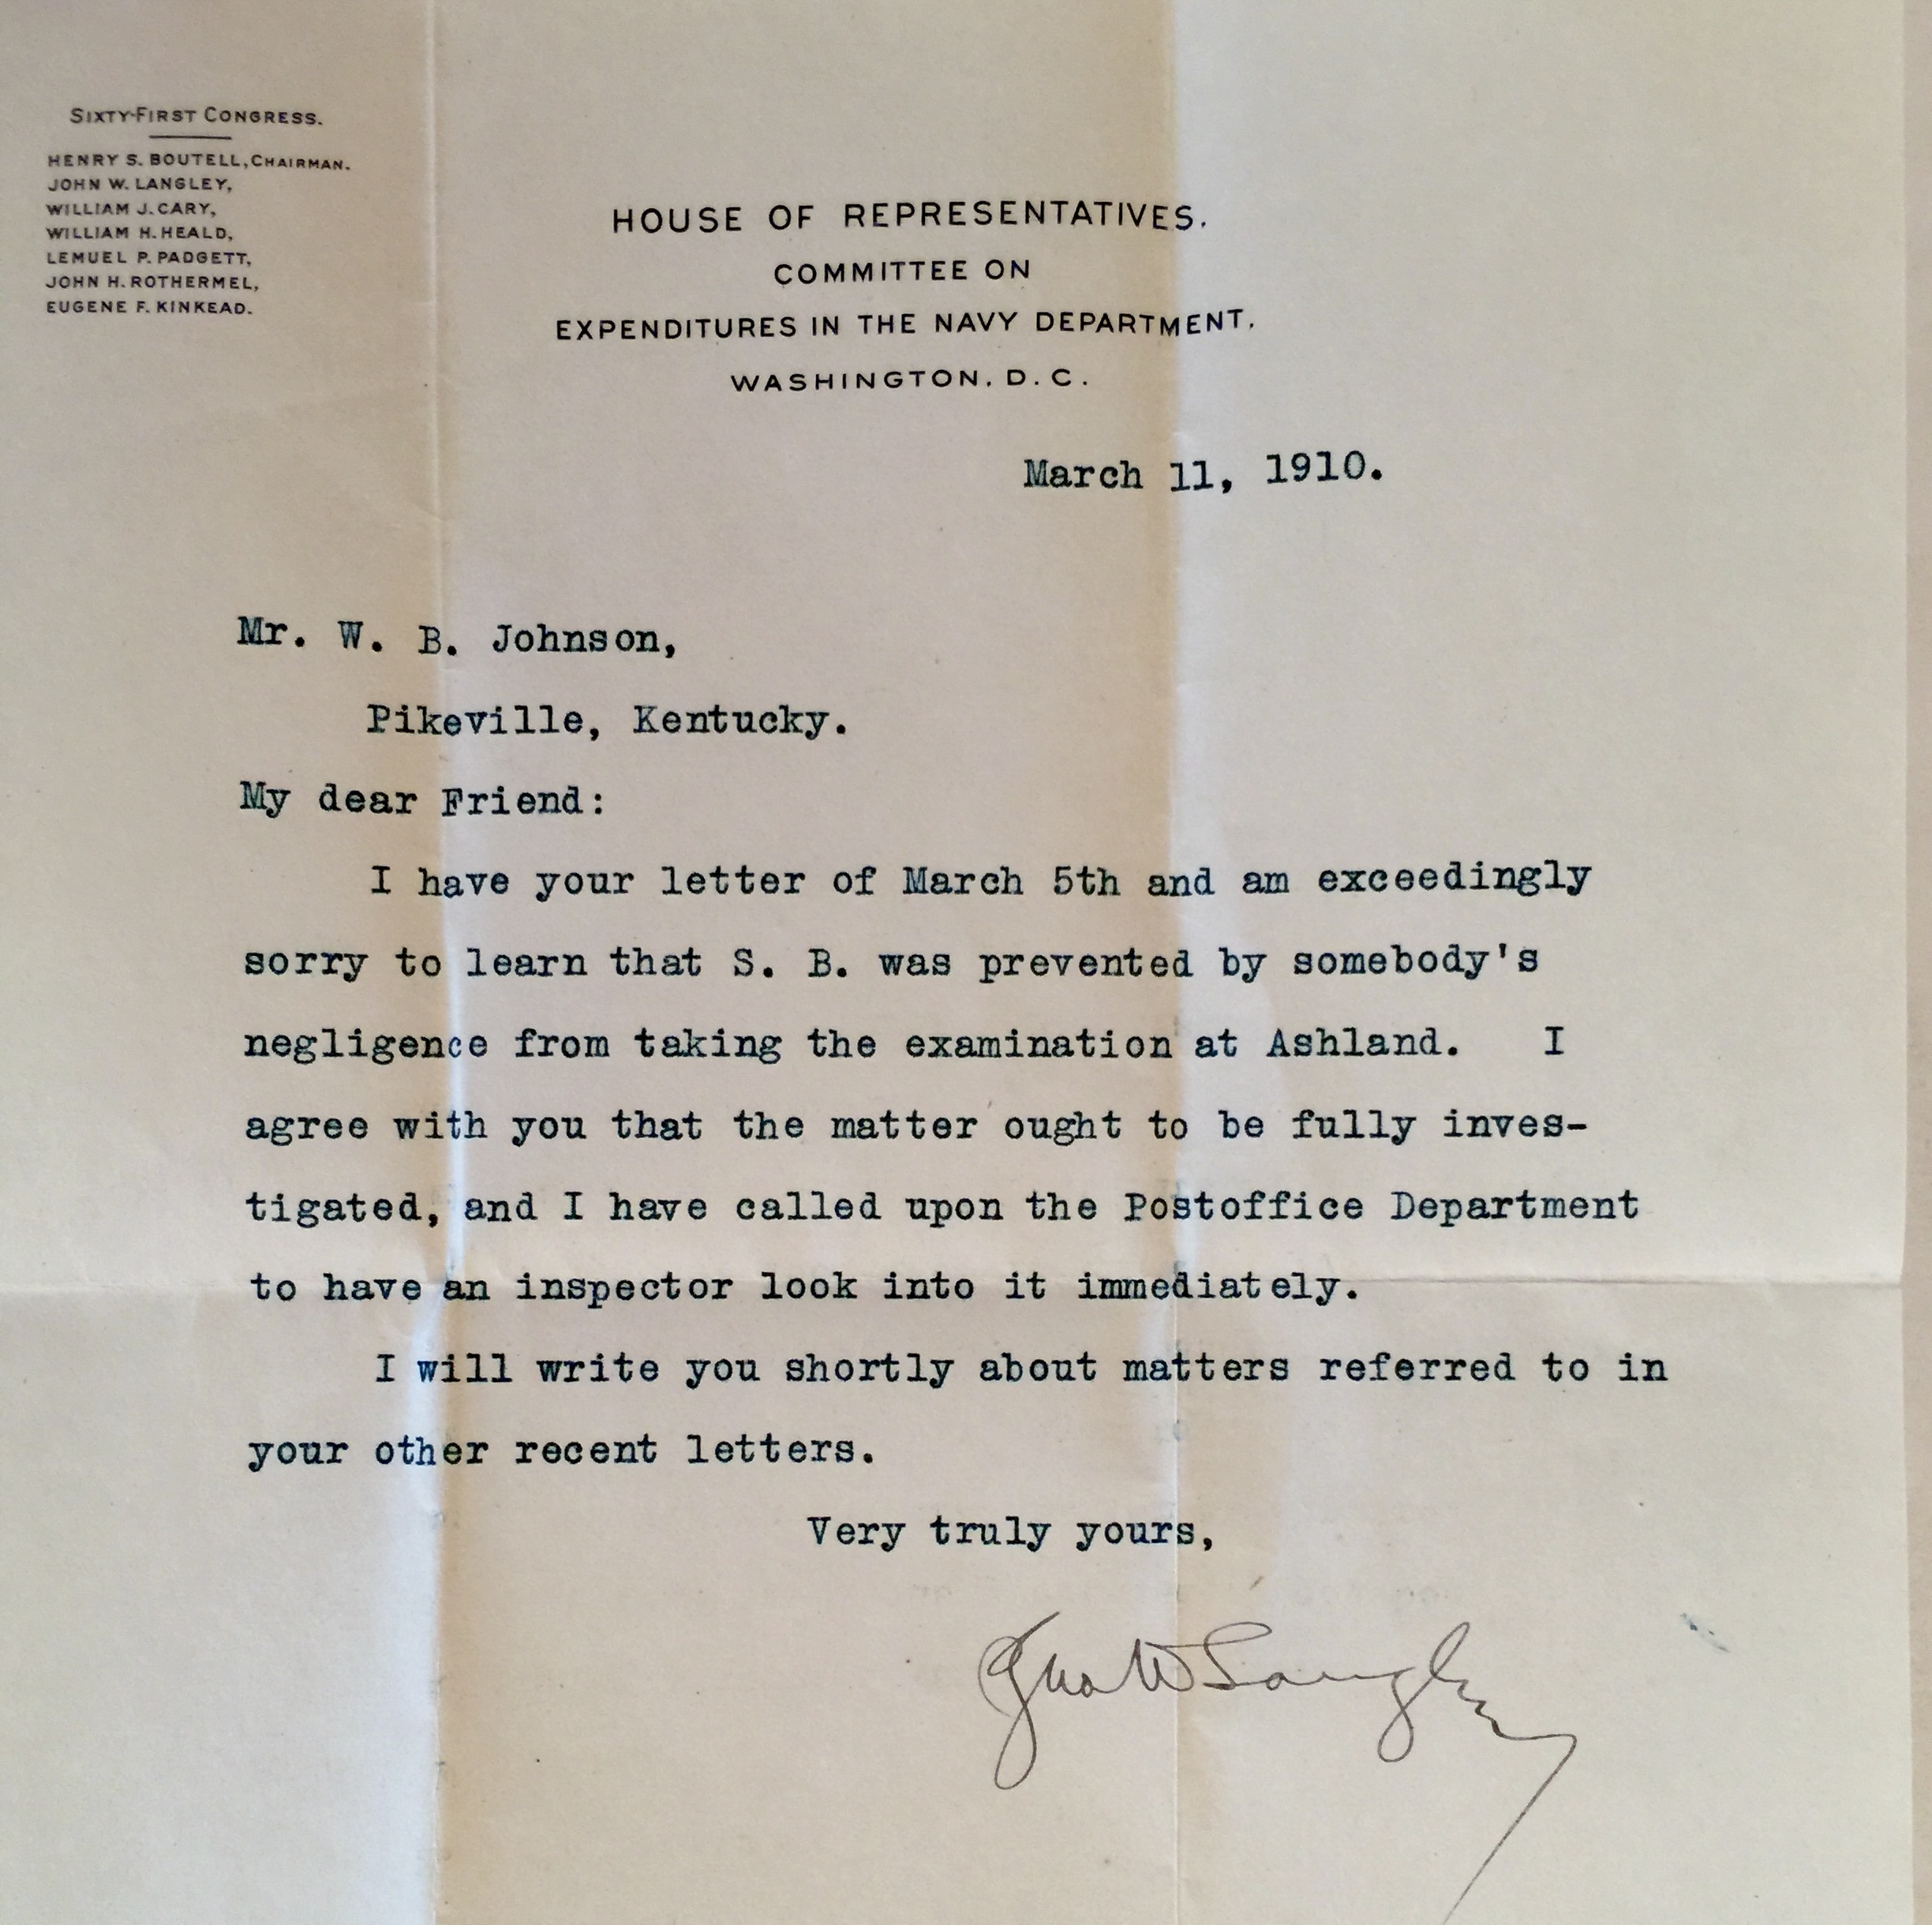 SIXTY-FIRST CONGRESS.
HENRY S. BOUTELL, CHAIRMAN.
JOHN W. LANGLEY,
WILLIAM J. CARY,
WILLIAM H. HEALD,
LEMUEL P. PADGETT,
JOHN H. ROTHERMEL,
EUGENE F. KINKEAD.
HOUSE OF REPRESENTATIVES.
COMMITTEE ON
EXPENDITURES IN THE NAVY DEPARTMENT.
WASHINGTON, D. C.
March 11, 1910.
Mr. W. B. Johnson,
Pikeville, Kentucky.
My dear Friend:
I have your letter of March 5th and am exceedingly
sorry to learn that S. B. was prevented by somebody's
negligence from taking the examination at Ashland. I
agree with you that the matter ought to be fully inves-
tigated, and I have called upon the Postoffice Department
to have an inspector look into it immediately.
I will write you shortly about matters referred to in
your other recent letters.
Very truly yours,
Jno W Langley